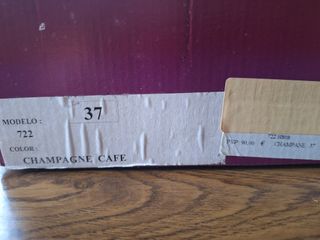 MODELO :
37
722
COLOR :
CHAMPAGNE CAFE
722
PVP 90,00 €
CHAMPANE 37